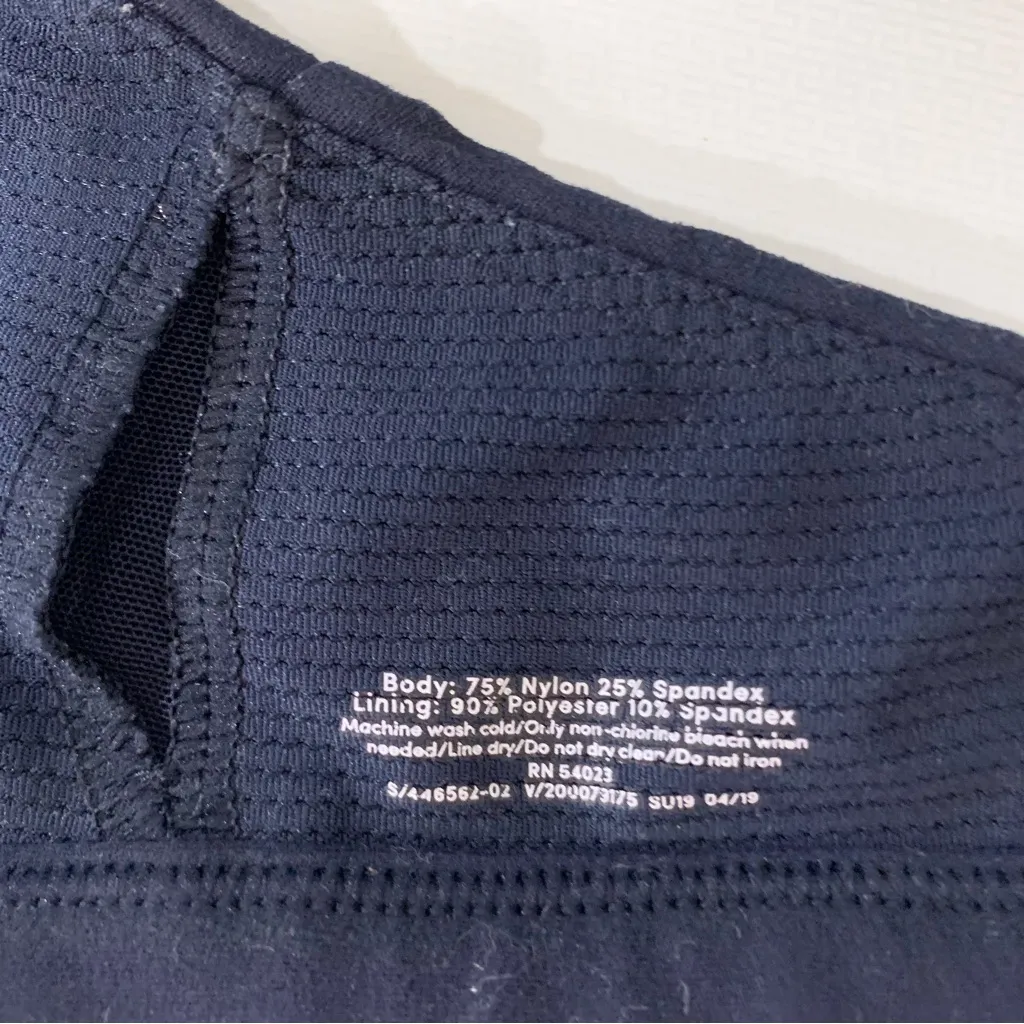 Body: 75% Nylon 25% Spandex
Lining: 90% Polyester 10% Spandex
Machine wash cold/Only non-chlorine bleach when
needed/Line dry/Do not dry clean/Do not iron
RN 54023
S/446562-02 V/200073175 SU19 04/19